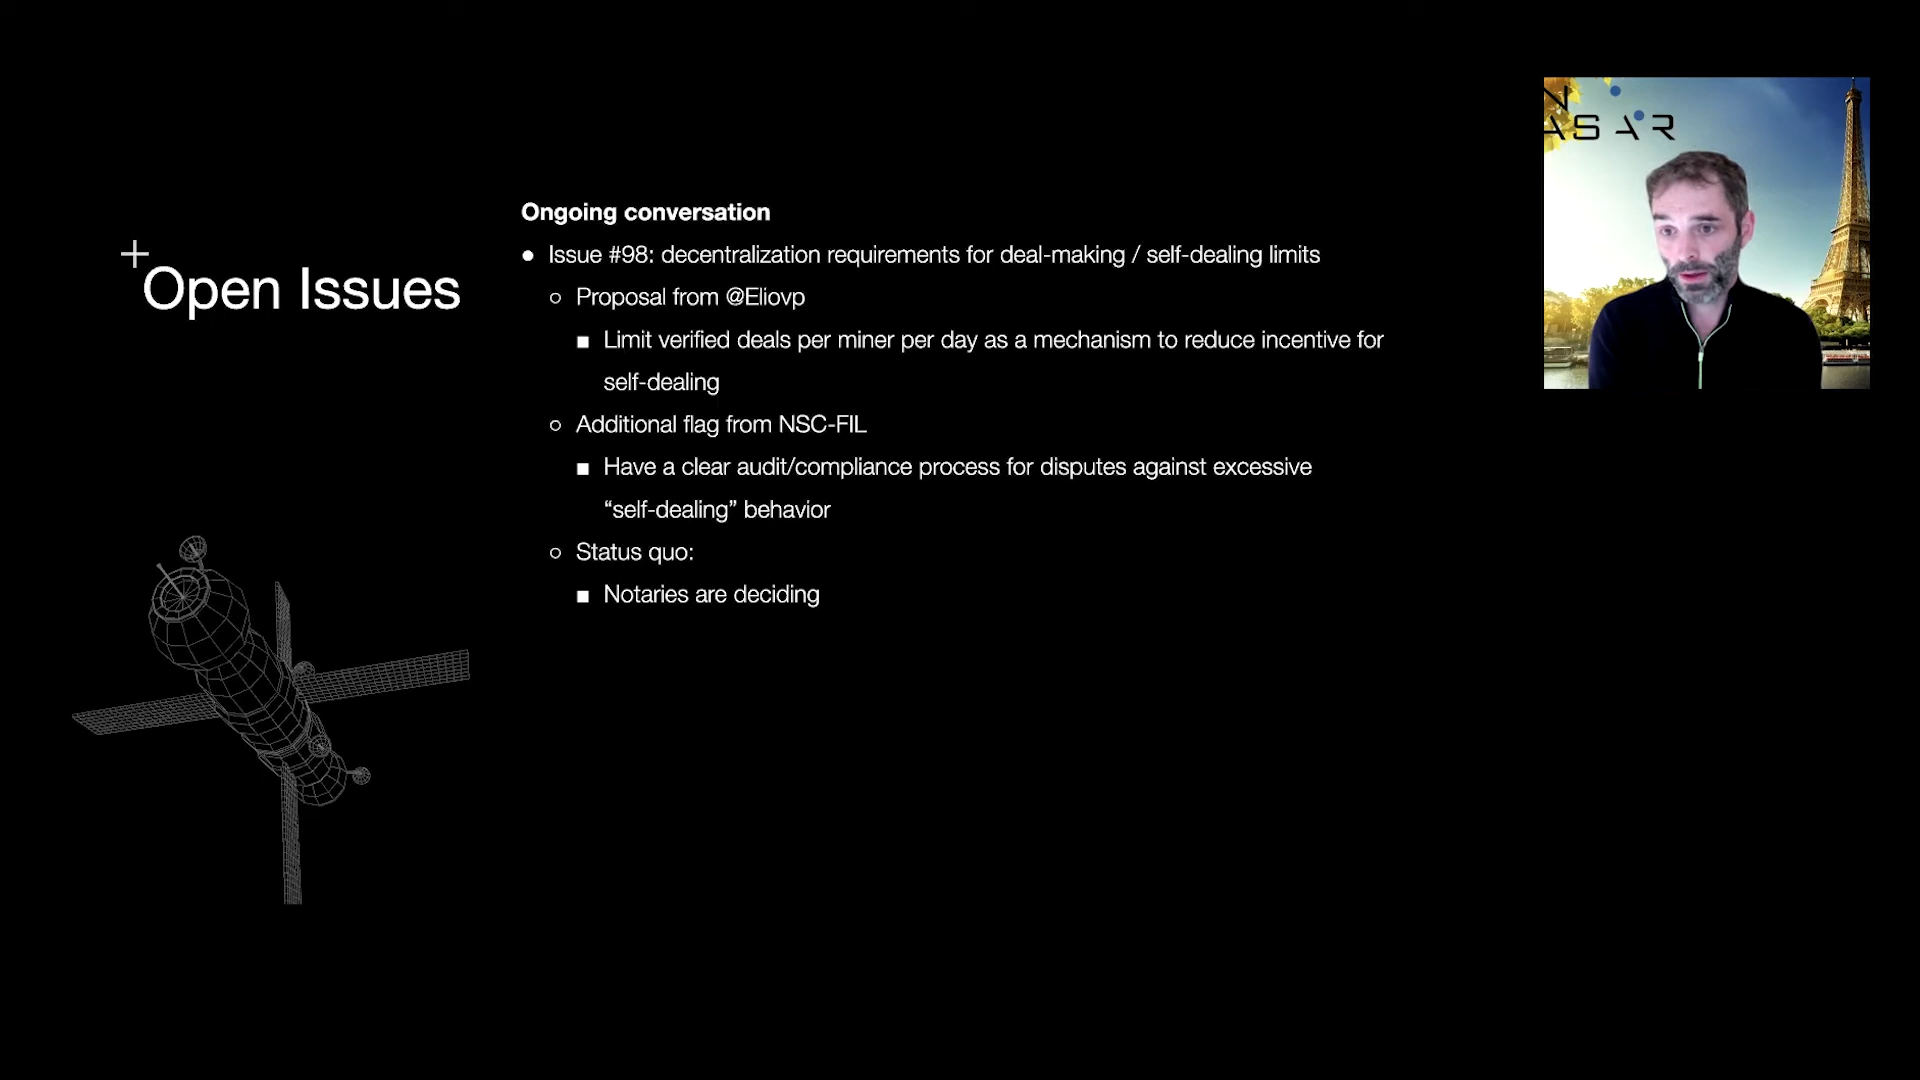 N
ASAR
Ongoing conversation
● Issue #98: decentralization requirements for deal-making / self-dealing limits
Open Issues
○ Proposal from @Eliovp
■ Limit verified deals per miner per day as a mechanism to reduce incentive for
self-dealing
○ Additional flag from NSC-FIL
■ Have a clear audit/compliance process for disputes against excessive
“self-dealing” behavior
○ Status quo:
■ Notaries are deciding